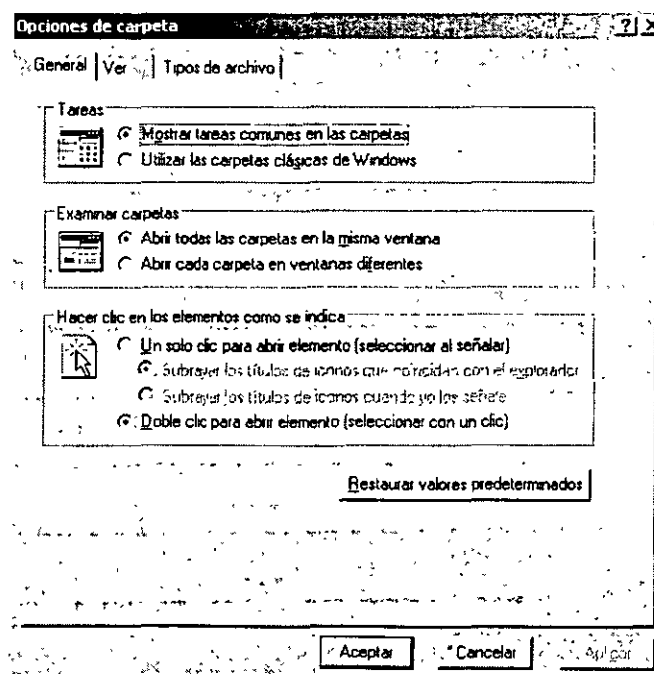 Opciones de carpeta ? X
General Ver Tipos de archivo
Tareas
Mostrar tareas comunes en las carpetas
Utilizar las carpetas clásicas de Windows
Examinar carpetas
Abrir todas las carpetas en la misma ventana
Abrir cada carpeta en ventanas diferentes
Hacer clic en los elementos como se indica
Un solo clic para abrir elemento (seleccionar al señalar)
Subrayar los títulos de iconos que coincidan con el explorador
Subrayar los títulos de iconos cuando yo los señale
Doble clic para abrir elemento (seleccionar con un clic)
Restaurar valores predeterminados
Aceptar Cancelar Aplicar